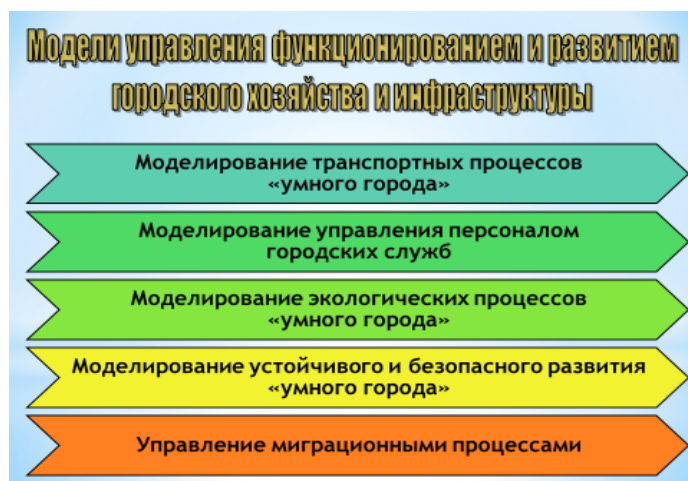 Модели управления функционированием и развитием
городского хозяйства и инфраструктуры
Моделирование транспортных процессов
«умного города»
Моделирование управления персоналом
городских служб
Моделирование экологических процессов
«умного города»
Моделирование устойчивого и безопасного развития
«умного города»
Управление миграционными процессами